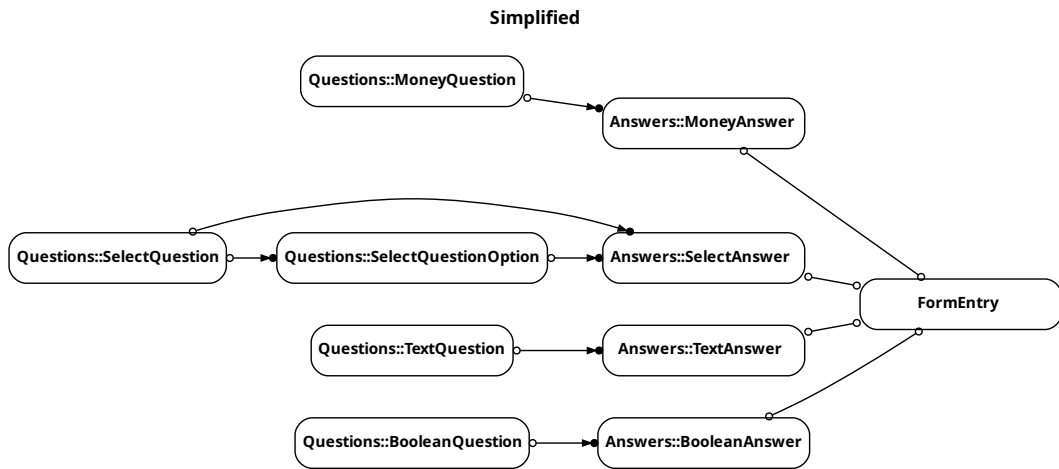 Simplified
Questions::MoneyQuestion
Answers::MoneyAnswer
Questions::SelectQuestion
Questions::SelectQuestionOption
Answers::SelectAnswer
FormEntry
Questions::TextQuestion
Answers::TextAnswer
Questions::BooleanQuestion
Answers::BooleanAnswer